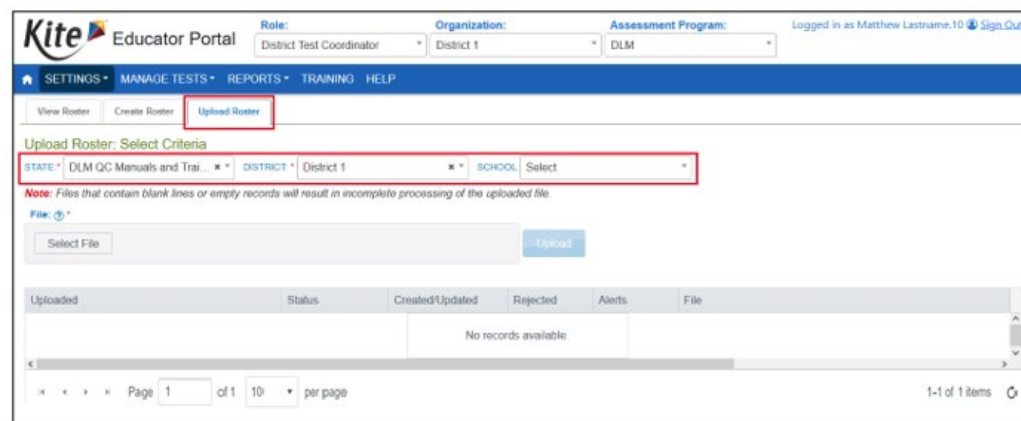 Kite Educator Portal
Role: Organization: Assessment Program: Logged in as Matthew Lastname.10 Sign Out
District Test Coordinator District 1 DLM
SETTINGS MANAGE TESTS REPORTS TRAINING HELP
View Roster Create Roster Upload Roster
Upload Roster: Select Criteria
STATE:* DLM QC Manuals and Trai... DISTRICT:* District 1 SCHOOL: Select
Note: Files that contain blank lines or empty records will result in incomplete processing of the uploaded file.
File: *
Select File Upload
Uploaded Status Created/Updated Rejected Alerts File
No records available.
Page 1 of 1 10 per page 1-1 of 1 items